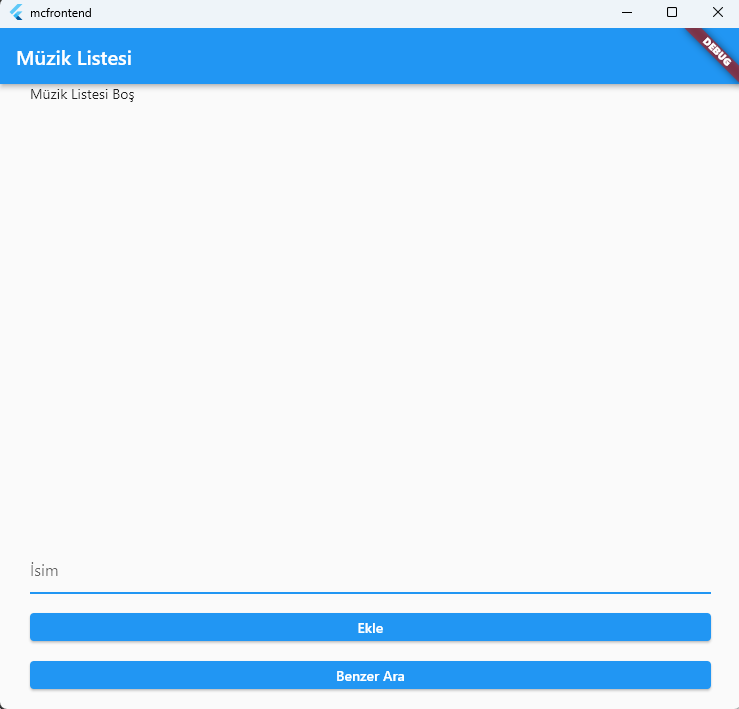 mcfrontend
Müzik Listesi
DEBUG
Müzik Listesi Boş
İsim
Ekle
Benzer Ara